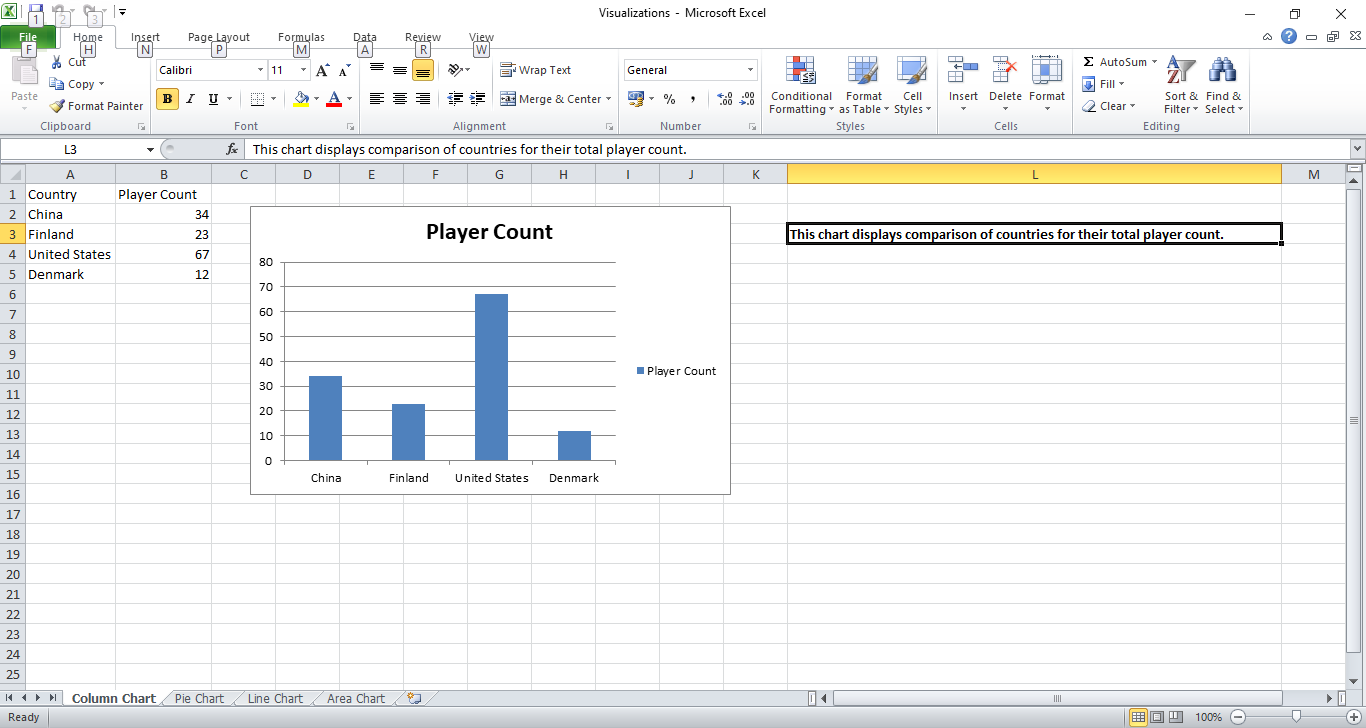 Visualizations - Microsoft Excel
1 2 3
File Home Insert Page Layout Formulas Data Review View
F H N P M A R W
Paste
Cut
Copy
Format Painter
Clipboard
Calibri 11
B I U
Font
Wrap Text
Merge & Center
Alignment
General
% ,
Number
Conditional Formatting
Format as Table
Cell Styles
Styles
Insert Delete Format
Cells
AutoSum
Fill
Clear
Sort & Filter
Find & Select
Editing
L3 fx This chart displays comparison of countries for their total player count.
A B C D E F G H I J K L M
1 Country Player Count
2 China 34
3 Finland 23 This chart displays comparison of countries for their total player count.
4 United States 67
5 Denmark 12
6
7
8
9
10
11
12
13
14
15
16
17
18
19
20
21
22
23
24
25
Player Count
80
70
60
50
40
30
20
10
0
China Finland United States Denmark
Player Count
Column Chart Pie Chart Line Chart Area Chart
Ready 100%